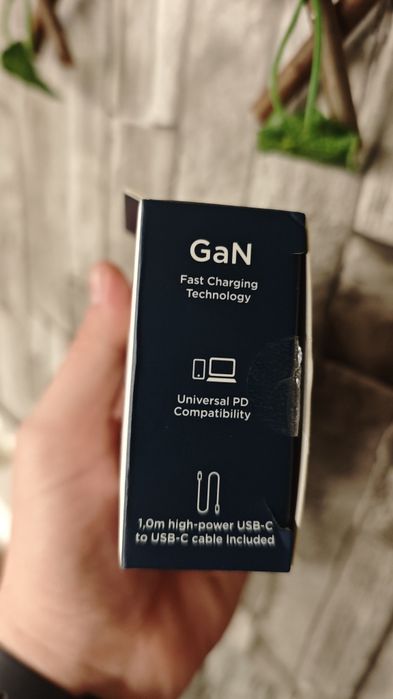 GaN
Fast Charging
Technology
Universal PD
Compatibility
1,0m high-power USB-C
to USB-C cable Included